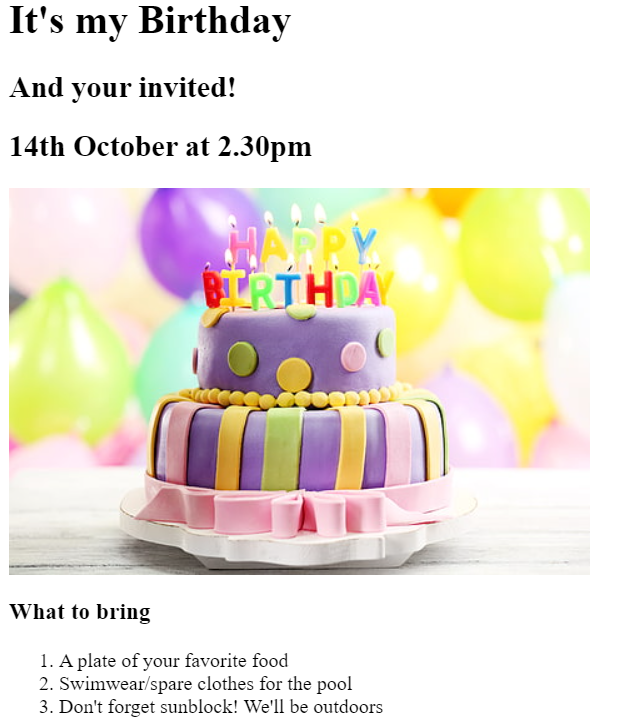 It's my Birthday
And your invited!
14th October at 2.30pm
HAPPY
BIRTHDAY
What to bring
1. A plate of your favorite food
2. Swimwear/spare clothes for the pool
3. Don't forget sunblock! We'll be outdoors